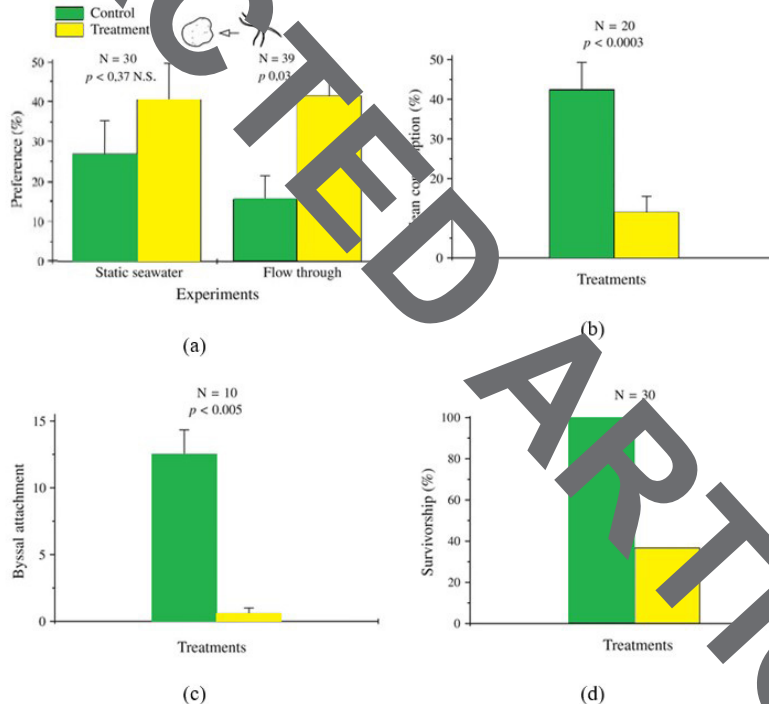 Control
Treatment
N = 30
p < 0,37 N.S.
N = 39
p 0.03
Preference (%)
50
40
30
20
10
0
Static seawater
Flow through
Experiments
(a)
N = 20
p < 0.0003
(%)
50
40
20
0
Treatments
(b)
N = 10
p < 0.005
Byssal attachment
15
10
5
0
Treatments
(c)
N = 30
Survivorship (%)
100
80
60
40
20
0
Treatments
(d)
CTED ARTIC